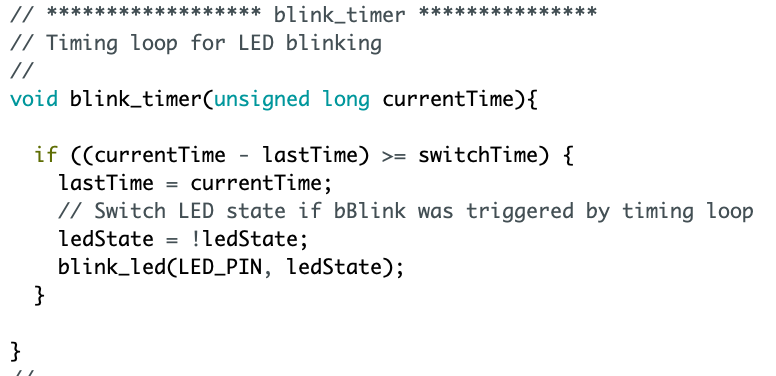 // ****************** blink_timer ***************
// Timing loop for LED blinking
//
void blink_timer(unsigned long currentTime){
if ((currentTime - lastTime) >= switchTime) {
lastTime = currentTime;
// Switch LED state if bBlink was triggered by timing loop
ledState = !ledState;
blink_led(LED_PIN, ledState);
}
}
//